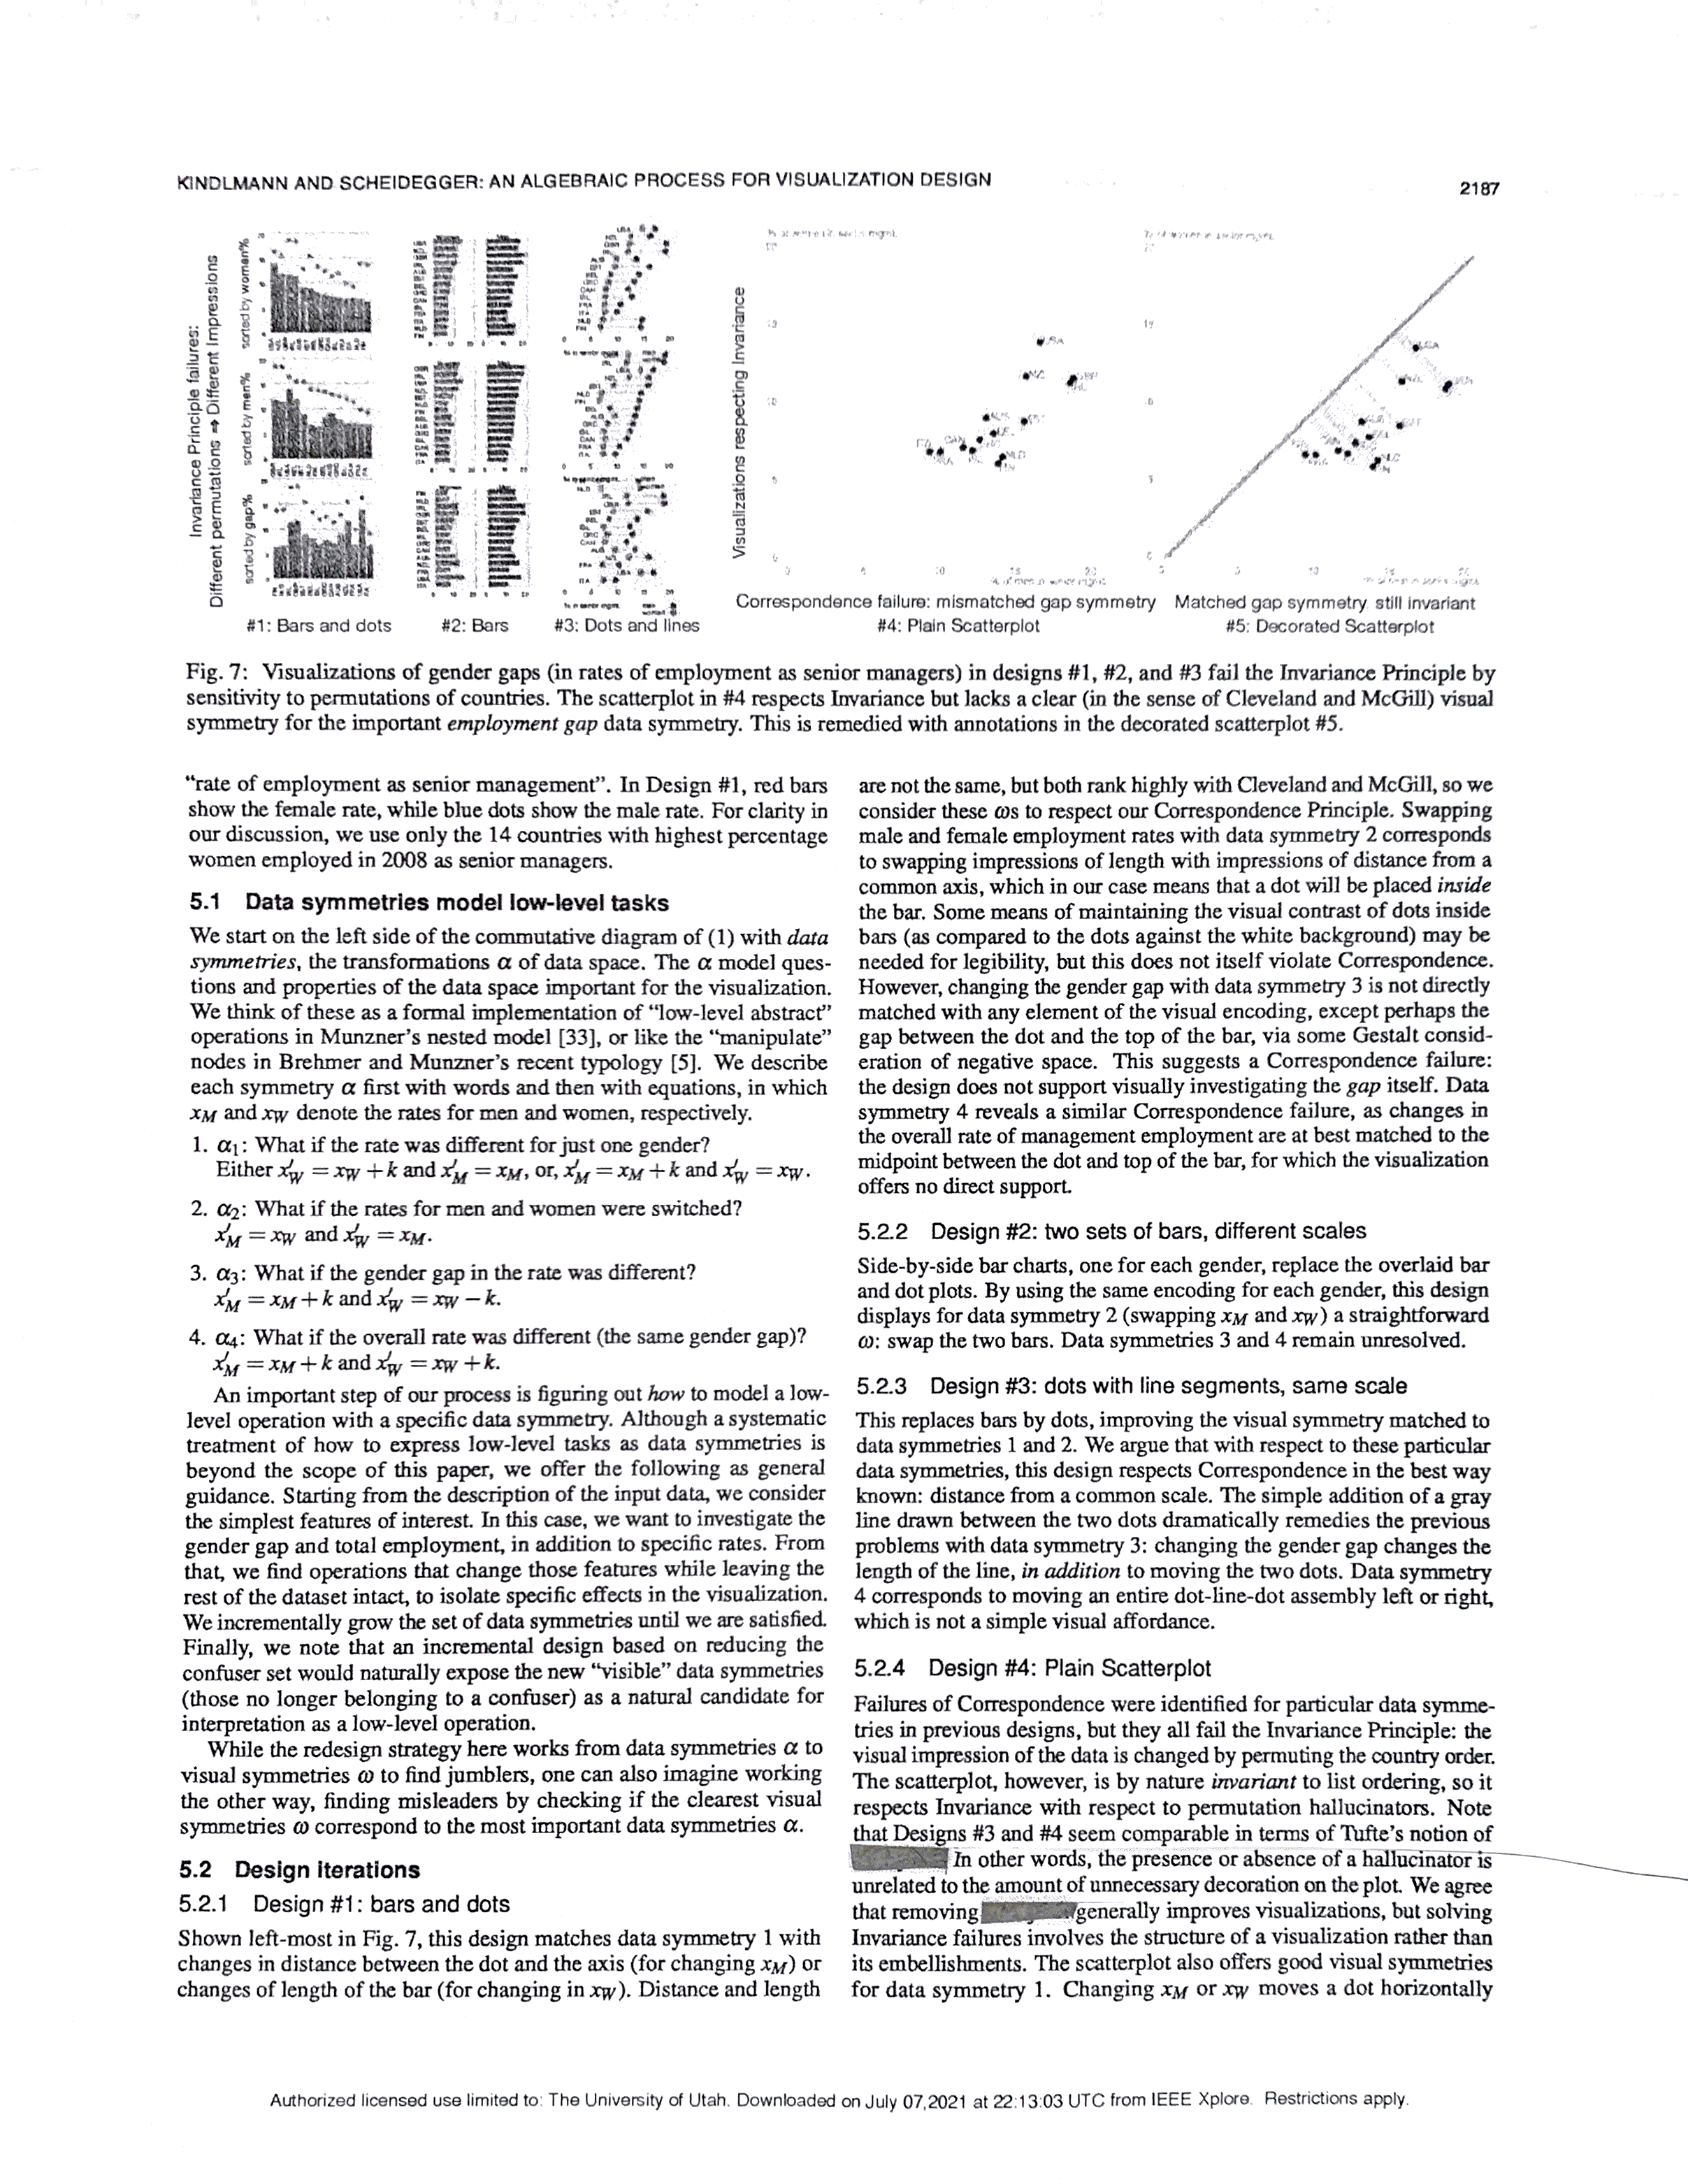 KINDLMANN AND SCHEIDEGGER: AN ALGEBRAIC PROCESS FOR VISUALIZATION DESIGN
2187
Invariance Principle failures:
Different permutations → Different Impressions
sorted by women%
sorted by men%
sorted by gap%
#1: Bars and dots
#2: Bars
#3: Dots and lines
Visualizations respecting Invariance
Correspondence failure: mismatched gap symmetry
#4: Plain Scatterplot
Matched gap symmetry still invariant
#5: Decorated Scatterplot
Fig. 7: Visualizations of gender gaps (in rates of employment as senior managers) in designs #1, #2, and #3 fail the Invariance Principle by
sensitivity to permutations of countries. The scatterplot in #4 respects Invariance but lacks a clear (in the sense of Cleveland and McGill) visual
symmetry for the important employment gap data symmetry. This is remedied with annotations in the decorated scatterplot #5.
“rate of employment as senior management”. In Design #1, red bars
show the female rate, while blue dots show the male rate. For clarity in
our discussion, we use only the 14 countries with highest percentage
women employed in 2008 as senior managers.
5.1 Data symmetries model low-level tasks
We start on the left side of the commutative diagram of (1) with data
symmetries, the transformations α of data space. The α model ques-
tions and properties of the data space important for the visualization.
We think of these as a formal implementation of “low-level abstract”
operations in Munzner’s nested model [33], or like the “manipulate”
nodes in Brehmer and Munzner’s recent typology [5]. We describe
each symmetry α first with words and then with equations, in which
xM and xW denote the rates for men and women, respectively.
1. α1: What if the rate was different for just one gender?
Either x′W = xW + k and x′M = xM, or, x′M = xM + k and x′W = xW.
2. α2: What if the rates for men and women were switched?
x′M = xW and x′W = xM.
3. α3: What if the gender gap in the rate was different?
x′M = xM + k and x′W = xW − k.
4. α4: What if the overall rate was different (the same gender gap)?
x′M = xM + k and x′W = xW + k.
An important step of our process is figuring out how to model a low-
level operation with a specific data symmetry. Although a systematic
treatment of how to express low-level tasks as data symmetries is
beyond the scope of this paper, we offer the following as general
guidance. Starting from the description of the input data, we consider
the simplest features of interest. In this case, we want to investigate the
gender gap and total employment, in addition to specific rates. From
that, we find operations that change those features while leaving the
rest of the dataset intact, to isolate specific effects in the visualization.
We incrementally grow the set of data symmetries until we are satisfied.
Finally, we note that an incremental design based on reducing the
confuser set would naturally expose the new “visible” data symmetries
(those no longer belonging to a confuser) as a natural candidate for
interpretation as a low-level operation.
While the redesign strategy here works from data symmetries α to
visual symmetries ω to find jumblers, one can also imagine working
the other way, finding misleaders by checking if the clearest visual
symmetries ω correspond to the most important data symmetries α.
5.2 Design iterations
5.2.1 Design #1: bars and dots
Shown left-most in Fig. 7, this design matches data symmetry 1 with
changes in distance between the dot and the axis (for changing xM) or
changes of length of the bar (for changing in xW). Distance and length
are not the same, but both rank highly with Cleveland and McGill, so we
consider these ωs to respect our Correspondence Principle. Swapping
male and female employment rates with data symmetry 2 corresponds
to swapping impressions of length with impressions of distance from a
common axis, which in our case means that a dot will be placed inside
the bar. Some means of maintaining the visual contrast of dots inside
bars (as compared to the dots against the white background) may be
needed for legibility, but this does not itself violate Correspondence.
However, changing the gender gap with data symmetry 3 is not directly
matched with any element of the visual encoding, except perhaps the
gap between the dot and the top of the bar, via some Gestalt consid-
eration of negative space. This suggests a Correspondence failure:
the design does not support visually investigating the gap itself. Data
symmetry 4 reveals a similar Correspondence failure, as changes in
the overall rate of management employment are at best matched to the
midpoint between the dot and top of the bar, for which the visualization
offers no direct support.
5.2.2 Design #2: two sets of bars, different scales
Side-by-side bar charts, one for each gender, replace the overlaid bar
and dot plots. By using the same encoding for each gender, this design
displays for data symmetry 2 (swapping xM and xW) a straightforward
ω: swap the two bars. Data symmetries 3 and 4 remain unresolved.
5.2.3 Design #3: dots with line segments, same scale
This replaces bars by dots, improving the visual symmetry matched to
data symmetries 1 and 2. We argue that with respect to these particular
data symmetries, this design respects Correspondence in the best way
known: distance from a common scale. The simple addition of a gray
line drawn between the two dots dramatically remedies the previous
problems with data symmetry 3: changing the gender gap changes the
length of the line, in addition to moving the two dots. Data symmetry
4 corresponds to moving an entire dot-line-dot assembly left or right,
which is not a simple visual affordance.
5.2.4 Design #4: Plain Scatterplot
Failures of Correspondence were identified for particular data symme-
tries in previous designs, but they all fail the Invariance Principle: the
visual impression of the data is changed by permuting the country order.
The scatterplot, however, is by nature invariant to list ordering, so it
respects Invariance with respect to permutation hallucinators. Note
that Designs #3 and #4 seem comparable in terms of Tufte’s notion of
In other words, the presence or absence of a hallucinator is
unrelated to the amount of unnecessary decoration on the plot. We agree
that removing generally improves visualizations, but solving
Invariance failures involves the structure of a visualization rather than
its embellishments. The scatterplot also offers good visual symmetries
for data symmetry 1. Changing xM or xW moves a dot horizontally
Authorized licensed use limited to: The University of Utah. Downloaded on July 07,2021 at 22:13:03 UTC from IEEE Xplore. Restrictions apply.